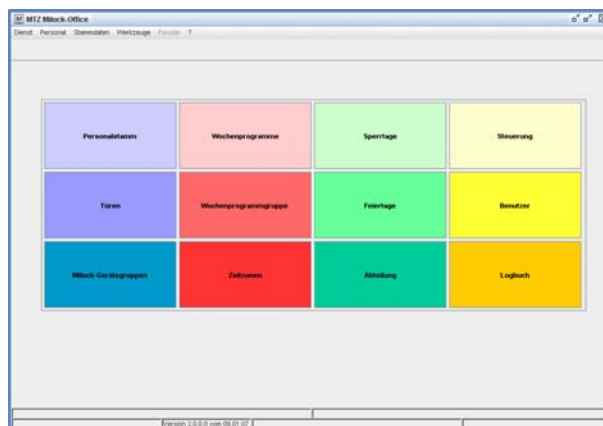 MTZ Milock-Office
Dienst Personal Stammdaten Werkzeuge Fenster ?
Personalstamm Wochenprogramme Sperrtage Steuerung
Türen Wochenprogrammgruppe Feiertage Benutzer
Milock-Gerätegruppen Zeitzonen Abteilung Logbuch
Version 2.0.0.0 vom 09.01.07